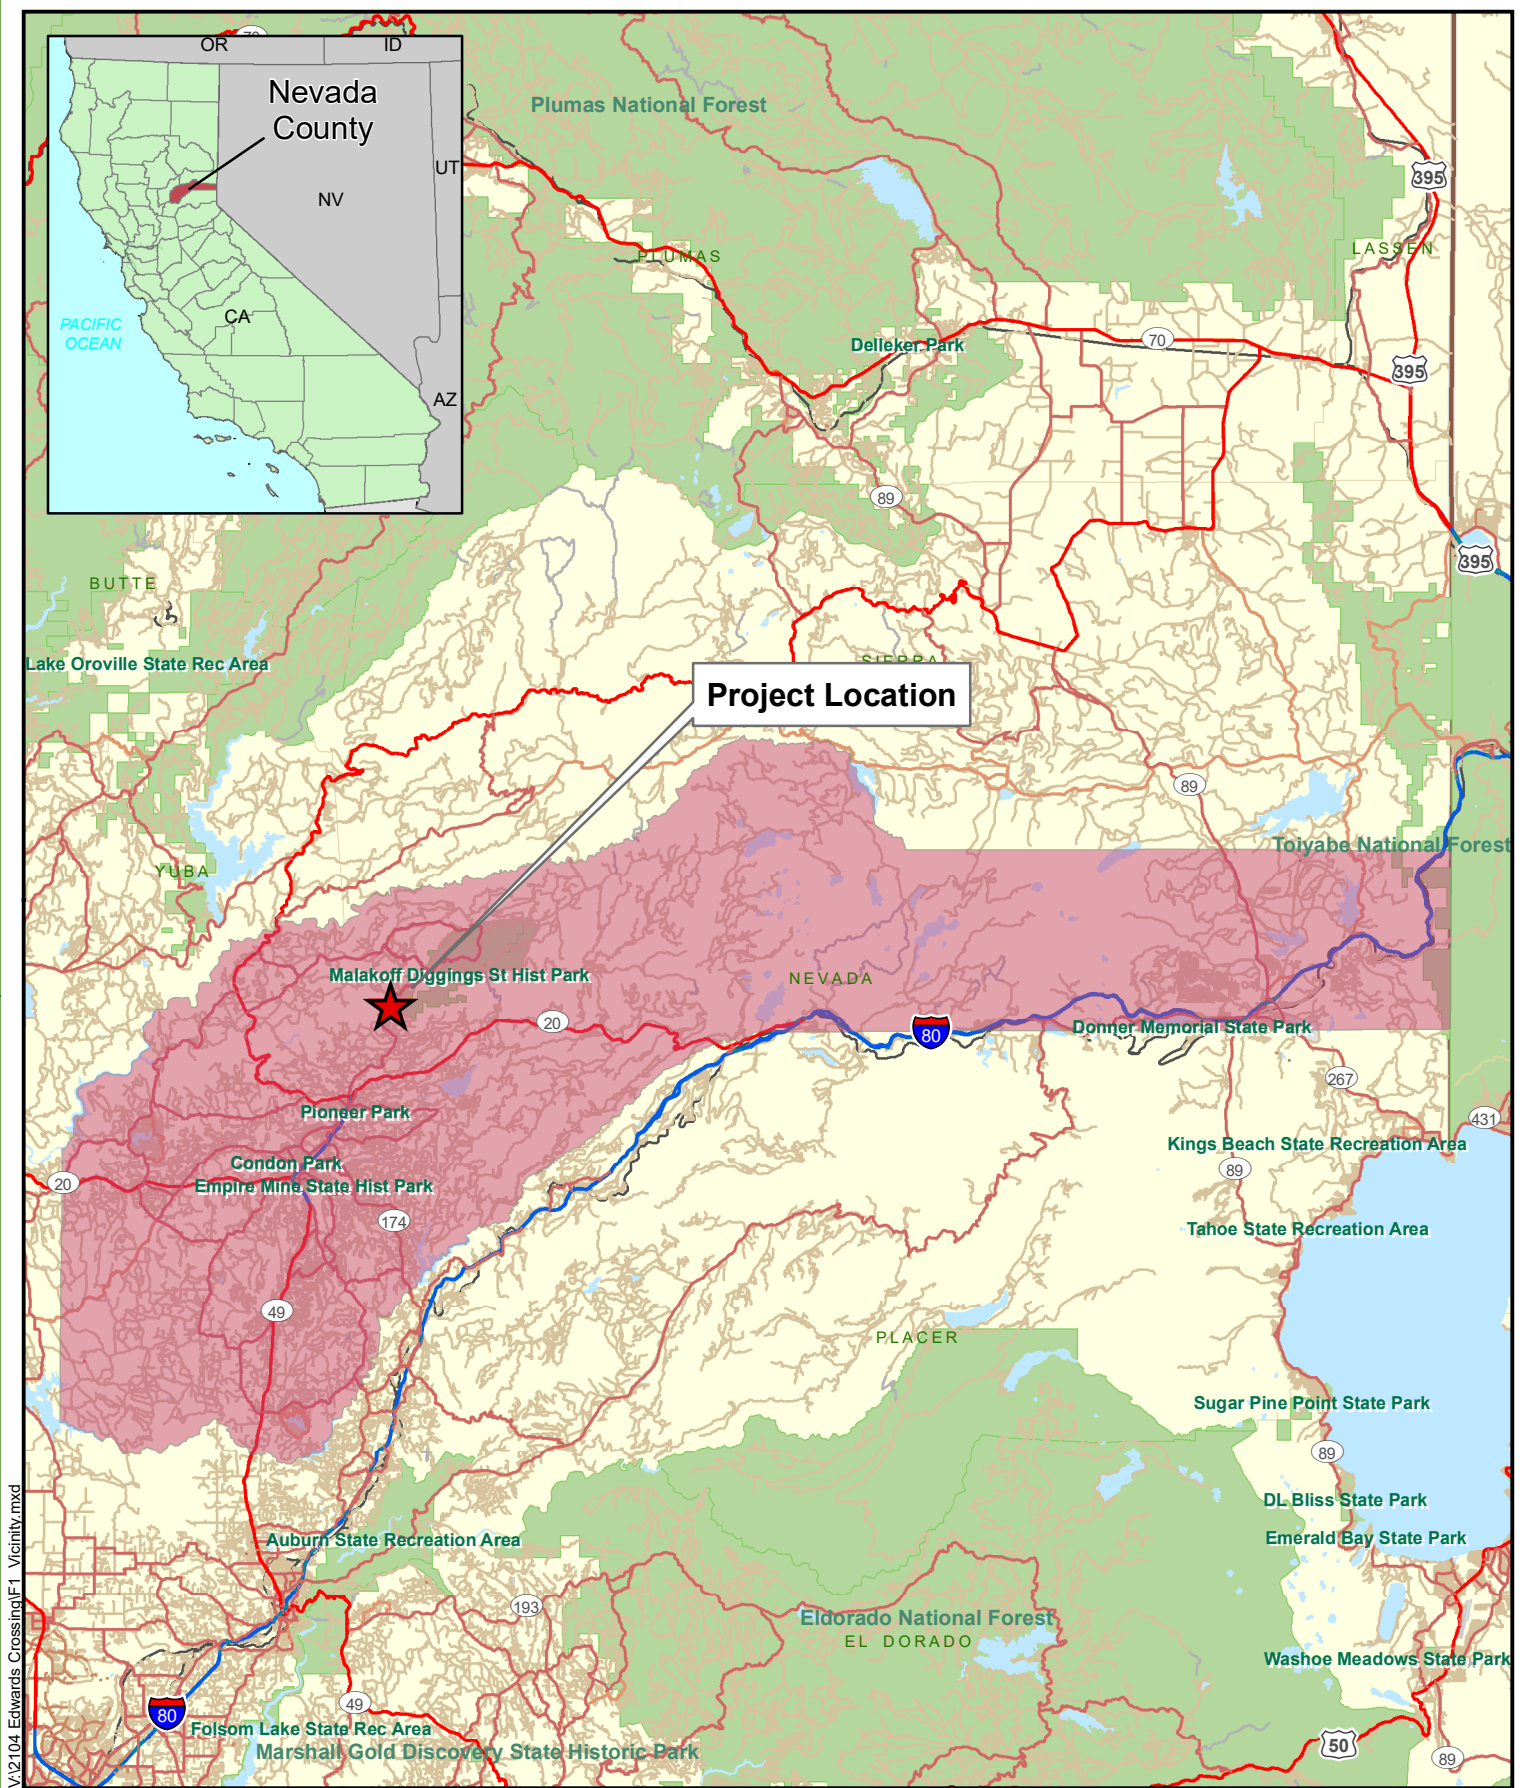 70
OR
ID
Nevada
County
UT
NV
CA
PACIFIC
OCEAN
AZ
Plumas National Forest
395
PLUMAS
LASSEN
70
Delleker Park
395
89
395
BUTTE
Lake Oroville State Rec Area
SIERRA
Project Location
89
Toiyabe National Forest
YUBA
Malakoff Diggings St Hist Park
NEVADA
20
80
Donner Memorial State Park
267
Pioneer Park
431
Kings Beach State Recreation Area
Condon Park
89
20
Empire Mine State Hist Park
174
Tahoe State Recreation Area
49
PLACER
Sugar Pine Point State Park
89
DL Bliss State Park
Auburn State Recreation Area
Emerald Bay State Park
193
Eldorado National Forest
EL DORADO
Washoe Meadows State Park
49
80
Folsom Lake State Rec Area
50
Marshall Gold Discovery State Historic Park
89
V:\2104 Edwards Crossing\F1 Vicinity.mxd